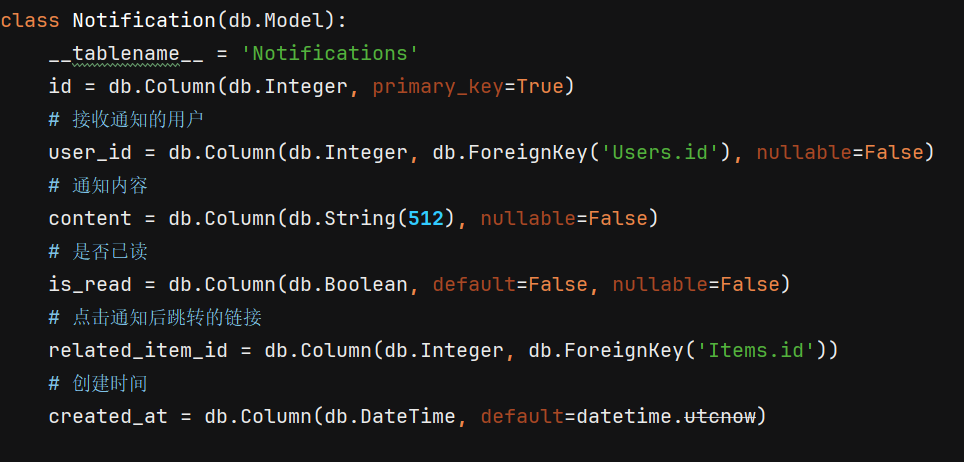 class Notification(db.Model):
    __tablename__ = 'Notifications'
    id = db.Column(db.Integer, primary_key=True)
    # 接收通知的用户
    user_id = db.Column(db.Integer, db.ForeignKey('Users.id'), nullable=False)
    # 通知内容
    content = db.Column(db.String(512), nullable=False)
    # 是否已读
    is_read = db.Column(db.Boolean, default=False, nullable=False)
    # 点击通知后跳转的链接
    related_item_id = db.Column(db.Integer, db.ForeignKey('Items.id'))
    # 创建时间
    created_at = db.Column(db.DateTime, default=datetime.utcnow)